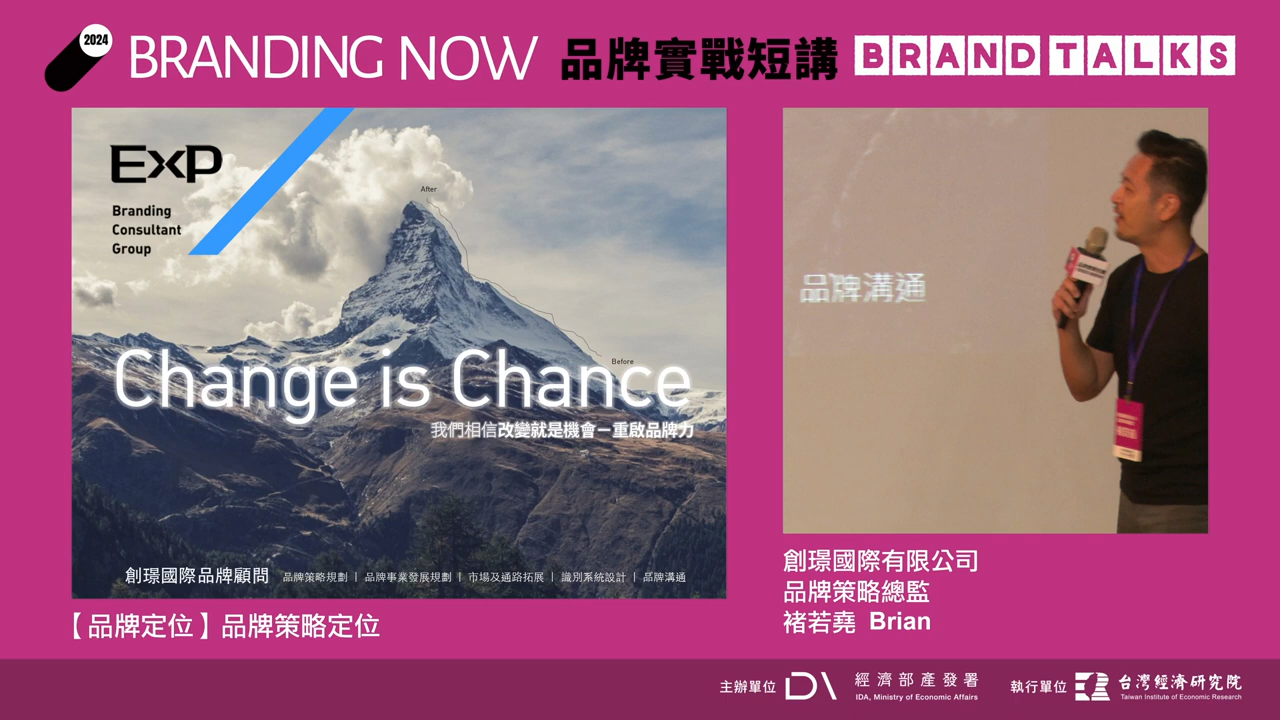 2024
BRANDING NOW 品牌實戰短講 BRAND TALKS
EXP
Branding
Consultant
Group
After
Before
Change is Chance
我們相信改變就是機會－重啟品牌力
創璟國際品牌顧問 品牌策略規劃 | 品牌事業發展規劃 | 市場及通路拓展 | 識別系統設計 | 品牌溝通
【品牌定位】品牌策略定位
品牌溝通
創璟國際有限公司
品牌策略總監
褚若堯 Brian
主辦單位 IDA 經濟部產發署
IDA, Ministry of Economic Affairs
執行單位 台灣經濟研究院
Taiwan Institute of Economic Research